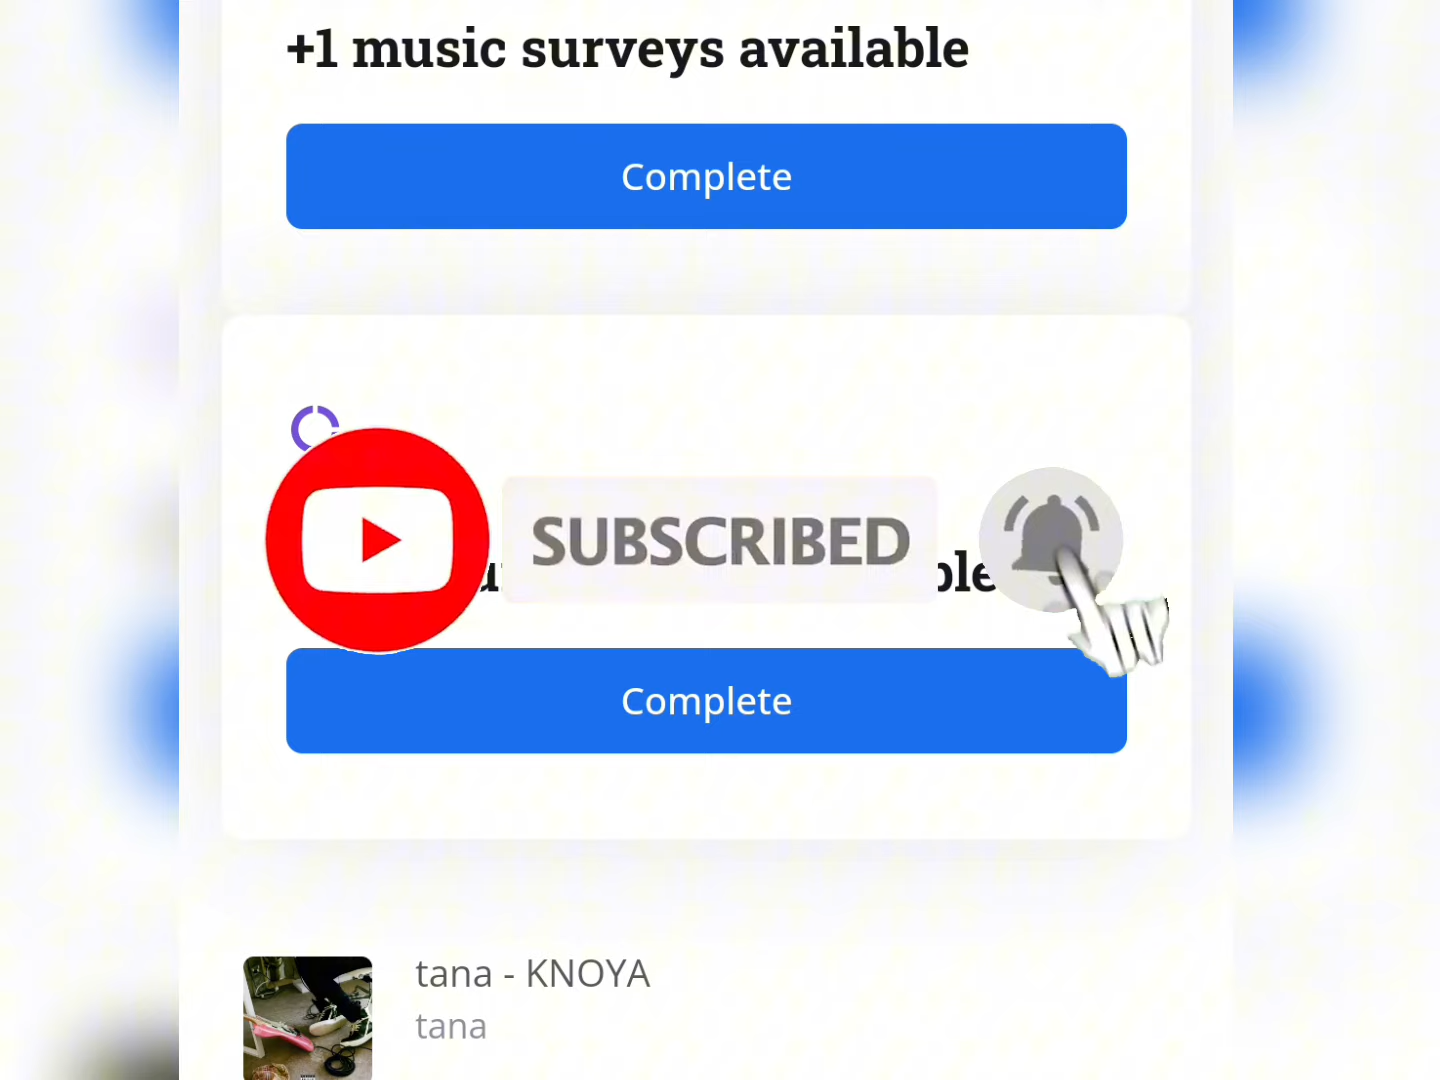 +1 music surveys available
Complete
SUBSCRIBED
Complete
tana - KNOYA
tana